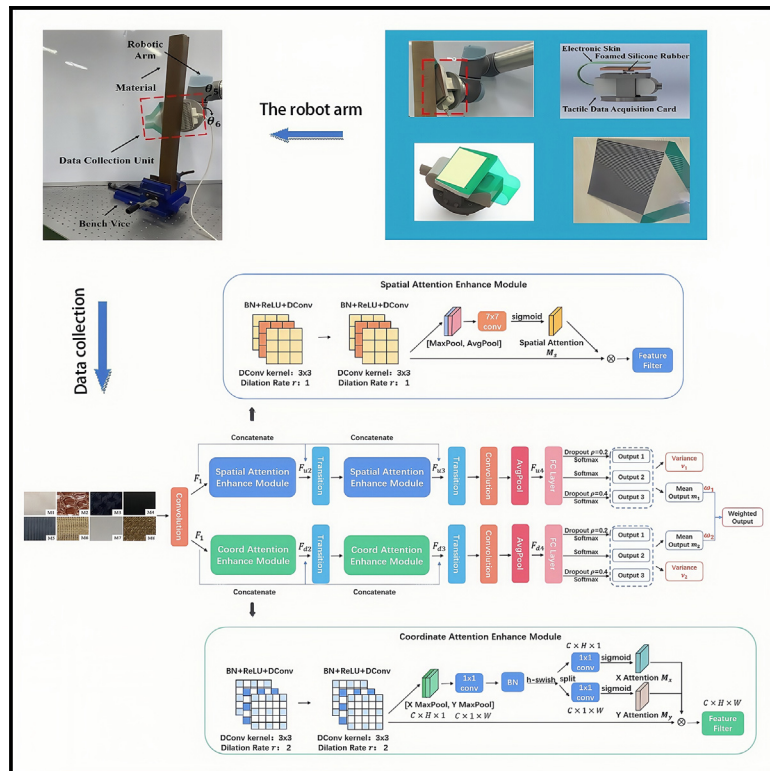 Robotic
Arm
Material
θ5
θ6
Data Collection Unit
Bench Vice
The robot arm
Electronic Skin
Foamed Silicone Rubber
Tactile Data Acquisition Card
Data collection
Spatial Attention Enhance Module
BN+ReLU+DConv
BN+ReLU+DConv
DConv kernel: 3x3
Dilation Rate r: 1
DConv kernel: 3x3
Dilation Rate r: 1
[MaxPool, AvgPool]
7x7
conv
sigmoid
Spatial Attention
Ms
⊗
Feature
Filter
Concatenate
Concatenate
M1 M2 M3 M4
M5 M6 M7 M8
Convolution
F1
Spatial Attention
Enhance Module
Fu2
Transition
Spatial Attention
Enhance Module
Fu3
Transition
Convolution
AvgPool
Fu4
FC Layer
Dropout ρ=0.2
Softmax
Softmax
Dropout ρ=0.4
Softmax
Output 1
Output 2
Output 3
Variance
v1
Mean
Output m1
ω1
Weighted
Output
F1
Coord Attention
Enhance Module
Fd2
Transition
Coord Attention
Enhance Module
Fd3
Transition
Convolution
AvgPool
Fd4
FC Layer
Dropout ρ=0.2
Softmax
Softmax
Dropout ρ=0.4
Softmax
Output 1
Output 2
Output 3
Mean
Output m2
ω2
Variance
v2
Concatenate
Concatenate
Coordinate Attention Enhance Module
BN+ReLU+DConv
BN+ReLU+DConv
DConv kernel: 3x3
Dilation Rate r: 2
DConv kernel: 3x3
Dilation Rate r: 2
[X MaxPool, Y MaxPool]
C × H × 1
C × 1 × W
1x1
conv
BN
h-swish
split
C × H × 1
1x1
conv
sigmoid
X Attention Mx
1x1
conv
sigmoid
C × 1 × W
Y Attention My
⊗
C × H × W
Feature
Filter